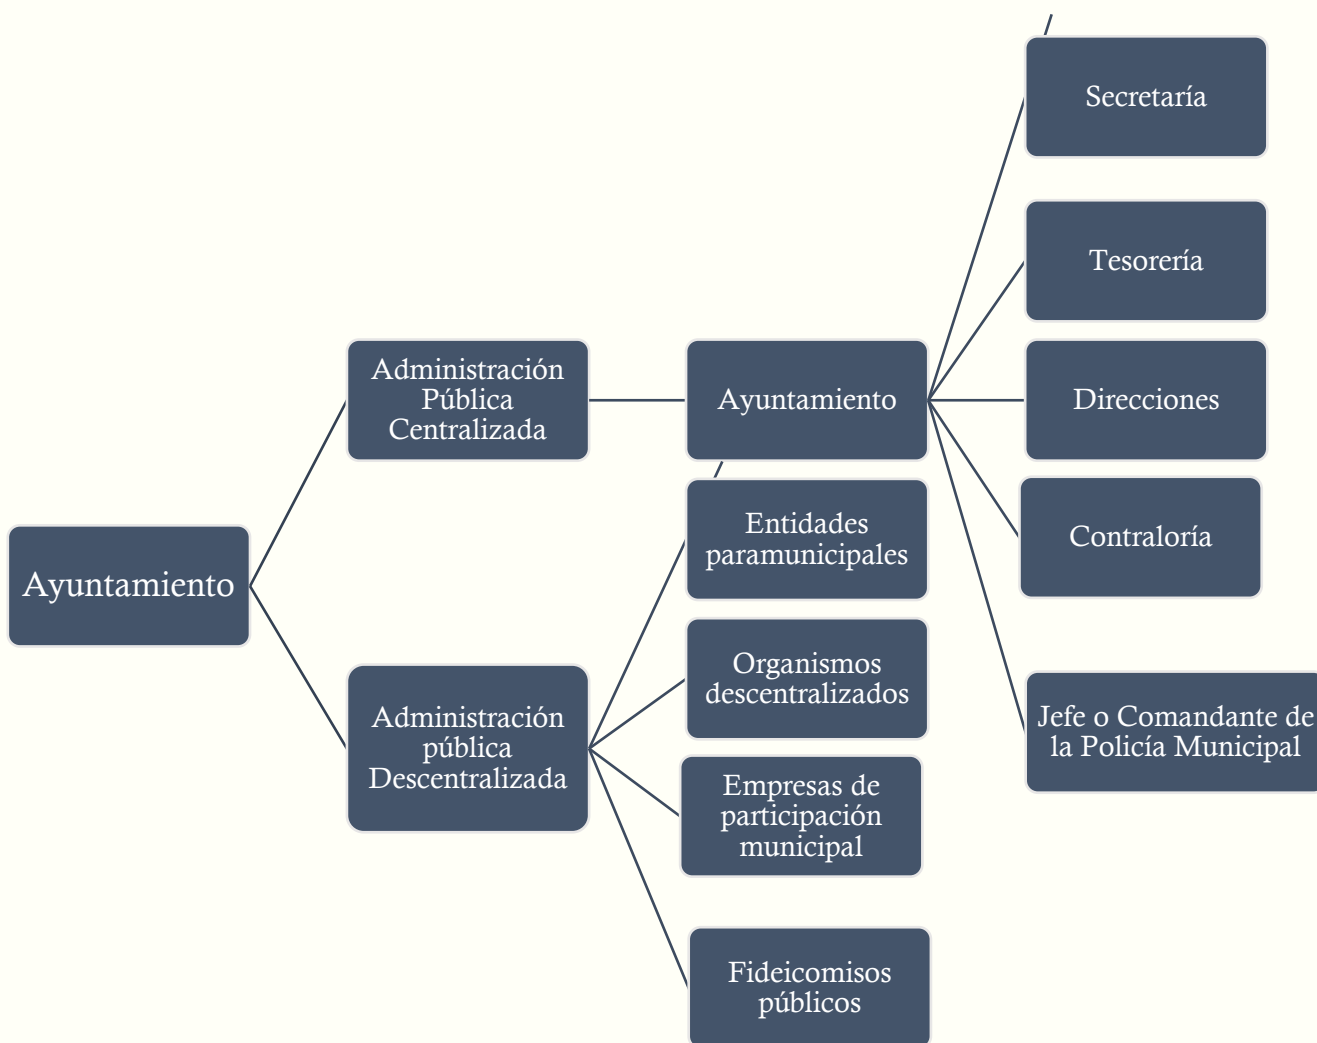 Ayuntamiento
Administración
Pública
Centralizada
Ayuntamiento
Secretaría
Tesorería
Direcciones
Contraloría
Jefe o Comandante de
la Policía Municipal
Administración
pública
Descentralizada
Entidades
paramunicipales
Organismos
descentralizados
Empresas de
participación
municipal
Fideicomisos
públicos